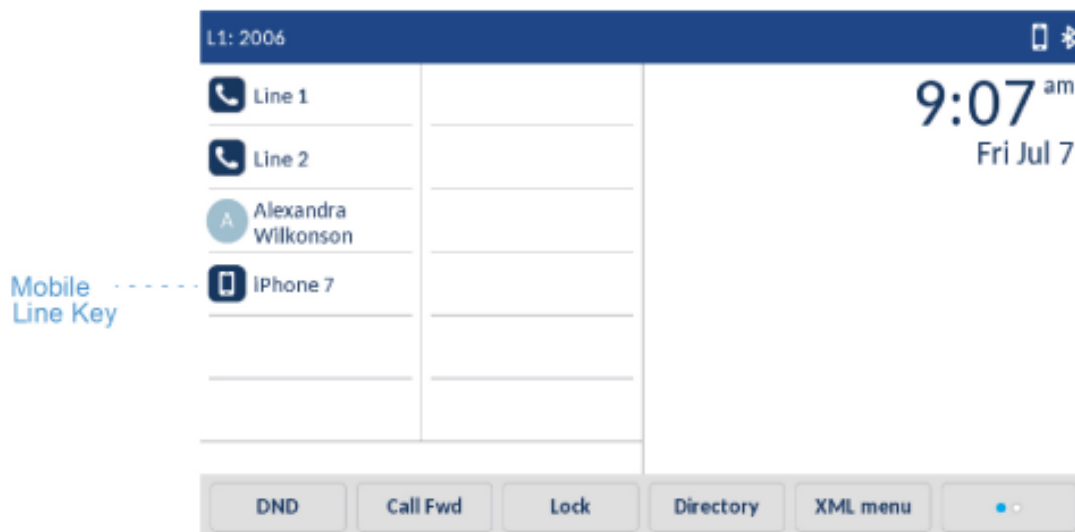 L1: 2006
Line 1
Line 2
A
Alexandra
Wilkonson
iPhone 7
Mobile
Line Key
9:07 am
Fri Jul 7
DND
Call Fwd
Lock
Directory
XML menu